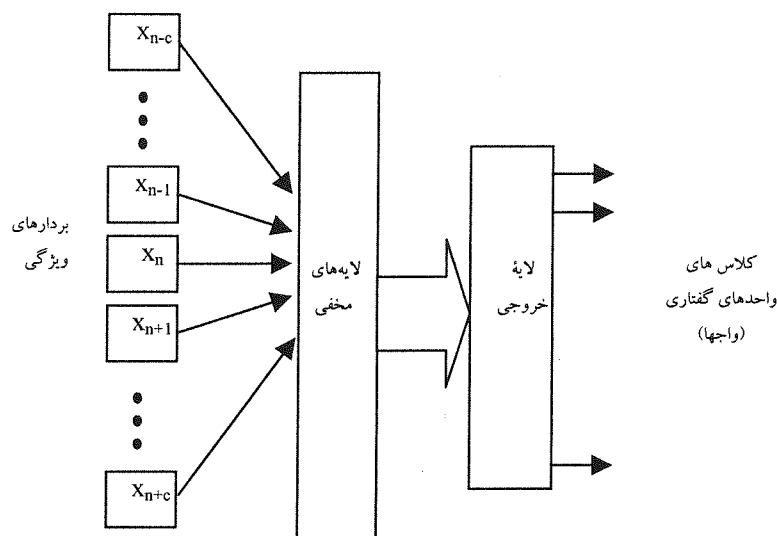 Xn-c
Xn-1
Xn
Xn+1
Xn+c
بردارهای
ویژگی
لایه‌های
مخفی
لایهٔ
خروجی
کلاس های
واحدهای گفتاری
(واجها)